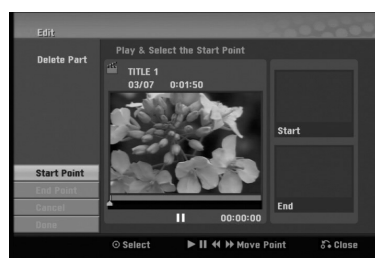 Edit
Delete Part
Play & Select the Start Point
TITLE 1
03/07 0:01:50
Start
Start Point
End Point
Cancel
Done
End
00:00:00
Select
Move Point
Close